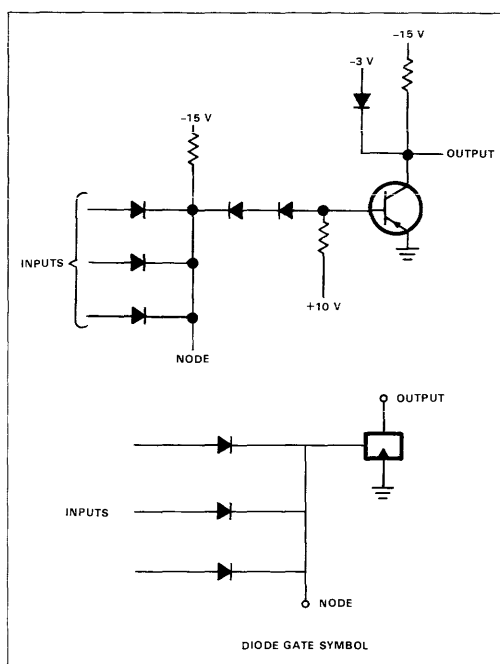 -15 V
-3 V
-15 V
OUTPUT
INPUTS
+10 V
NODE
OUTPUT
INPUTS
NODE
DIODE GATE SYMBOL